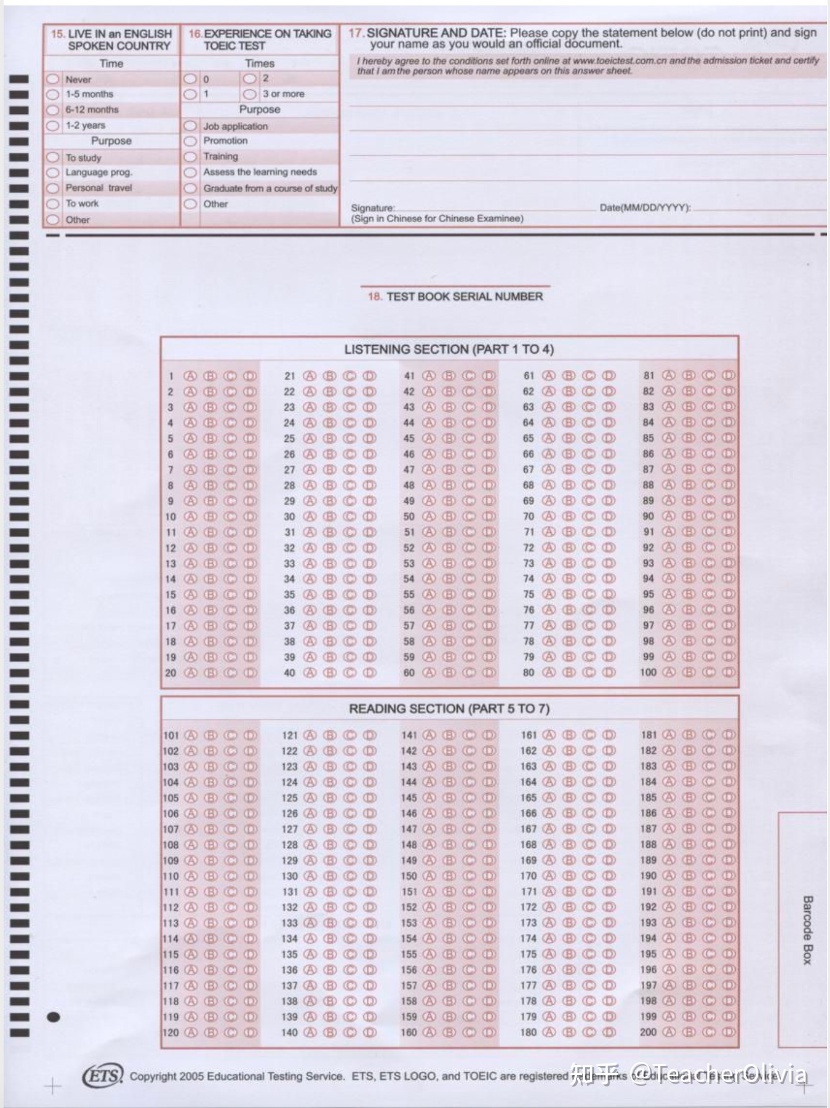 15. LIVE IN an ENGLISH SPOKEN COUNTRY
Time
Never
1-5 months
6-12 months
1-2 years
Purpose
To study
Language prog.
Personal travel
To work
Other
16. EXPERIENCE ON TAKING TOEIC TEST
Times
0 2
1 3 or more
Purpose
Job application
Promotion
Training
Assess the learning needs
Graduate from a course of study
Other
17. SIGNATURE AND DATE: Please copy the statement below (do not print) and sign
your name as you would an official document.
I hereby agree to the conditions set forth online at www.toeictest.com.cn and the admission ticket and certify
that I am the person whose name appears on this answer sheet.
Signature: Date(MM/DD/YYYY):
(Sign in Chinese for Chinese Examinee)
18. TEST BOOK SERIAL NUMBER
LISTENING SECTION (PART 1 TO 4)
1 A B C D 21 A B C D 41 A B C D 61 A B C D 81 A B C D
2 A B C D 22 A B C D 42 A B C D 62 A B C D 82 A B C D
3 A B C D 23 A B C D 43 A B C D 63 A B C D 83 A B C D
4 A B C D 24 A B C D 44 A B C D 64 A B C D 84 A B C D
5 A B C D 25 A B C D 45 A B C D 65 A B C D 85 A B C D
6 A B C D 26 A B C D 46 A B C D 66 A B C D 86 A B C D
7 A B C D 27 A B C D 47 A B C D 67 A B C D 87 A B C D
8 A B C D 28 A B C D 48 A B C D 68 A B C D 88 A B C D
9 A B C D 29 A B C D 49 A B C D 69 A B C D 89 A B C D
10 A B C D 30 A B C D 50 A B C D 70 A B C D 90 A B C D
11 A B C D 31 A B C D 51 A B C D 71 A B C D 91 A B C D
12 A B C D 32 A B C D 52 A B C D 72 A B C D 92 A B C D
13 A B C D 33 A B C D 53 A B C D 73 A B C D 93 A B C D
14 A B C D 34 A B C D 54 A B C D 74 A B C D 94 A B C D
15 A B C D 35 A B C D 55 A B C D 75 A B C D 95 A B C D
16 A B C D 36 A B C D 56 A B C D 76 A B C D 96 A B C D
17 A B C D 37 A B C D 57 A B C D 77 A B C D 97 A B C D
18 A B C D 38 A B C D 58 A B C D 78 A B C D 98 A B C D
19 A B C D 39 A B C D 59 A B C D 79 A B C D 99 A B C D
20 A B C D 40 A B C D 60 A B C D 80 A B C D 100 A B C D
READING SECTION (PART 5 TO 7)
101 A B C D 121 A B C D 141 A B C D 161 A B C D 181 A B C D
102 A B C D 122 A B C D 142 A B C D 162 A B C D 182 A B C D
103 A B C D 123 A B C D 143 A B C D 163 A B C D 183 A B C D
104 A B C D 124 A B C D 144 A B C D 164 A B C D 184 A B C D
105 A B C D 125 A B C D 145 A B C D 165 A B C D 185 A B C D
106 A B C D 126 A B C D 146 A B C D 166 A B C D 186 A B C D
107 A B C D 127 A B C D 147 A B C D 167 A B C D 187 A B C D
108 A B C D 128 A B C D 148 A B C D 168 A B C D 188 A B C D
109 A B C D 129 A B C D 149 A B C D 169 A B C D 189 A B C D
110 A B C D 130 A B C D 150 A B C D 170 A B C D 190 A B C D
111 A B C D 131 A B C D 151 A B C D 171 A B C D 191 A B C D
112 A B C D 132 A B C D 152 A B C D 172 A B C D 192 A B C D
113 A B C D 133 A B C D 153 A B C D 173 A B C D 193 A B C D
114 A B C D 134 A B C D 154 A B C D 174 A B C D 194 A B C D
115 A B C D 135 A B C D 155 A B C D 175 A B C D 195 A B C D
116 A B C D 136 A B C D 156 A B C D 176 A B C D 196 A B C D
117 A B C D 137 A B C D 157 A B C D 177 A B C D 197 A B C D
118 A B C D 138 A B C D 158 A B C D 178 A B C D 198 A B C D
119 A B C D 139 A B C D 159 A B C D 179 A B C D 199 A B C D
120 A B C D 140 A B C D 160 A B C D 180 A B C D 200 A B C D
Barcode Box
ETS Copyright 2005 Educational Testing Service. ETS, ETS LOGO, and TOEIC are registered
知乎 @TeacherOlivia